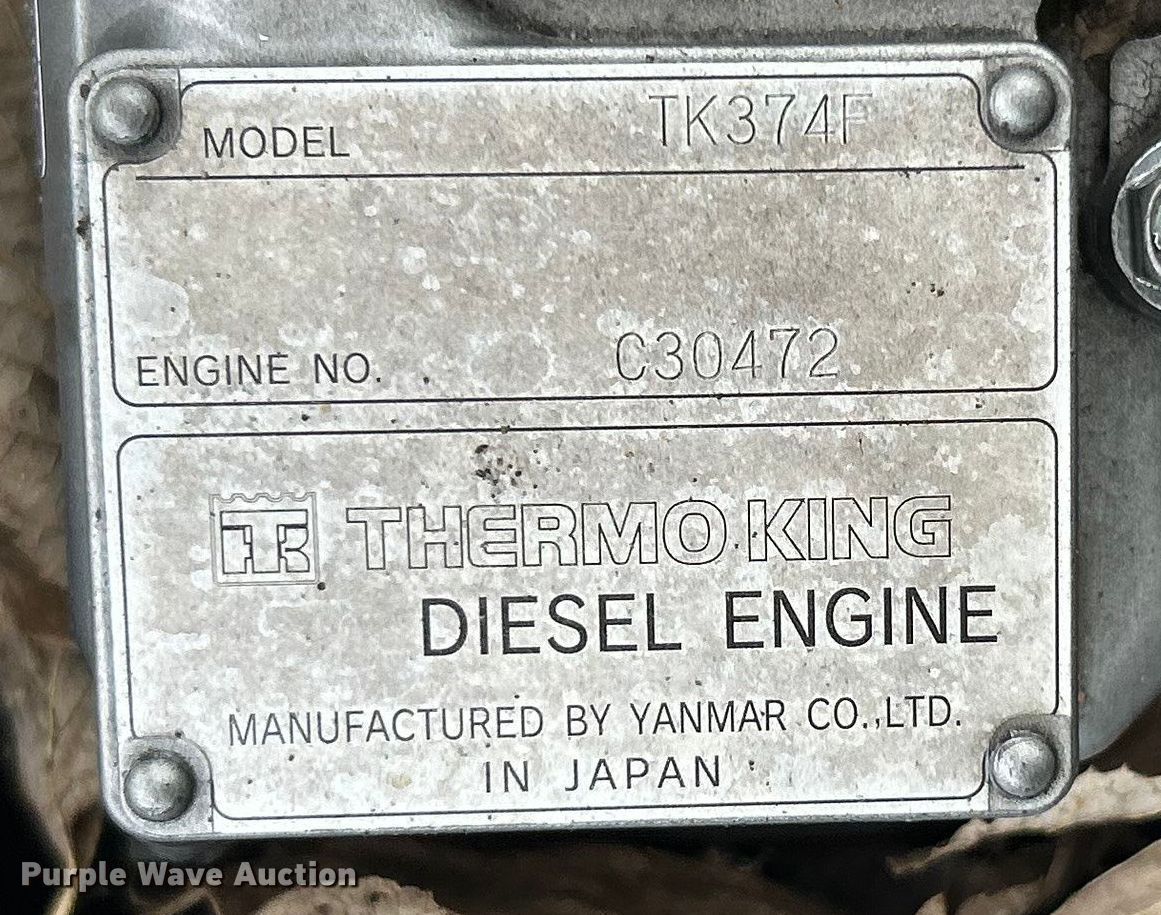 MODEL TK374F
ENGINE NO. C30472
TK THERMO KING
DIESEL ENGINE
MANUFACTURED BY YANMAR CO.,LTD.
IN JAPAN
Purple Wave Auction